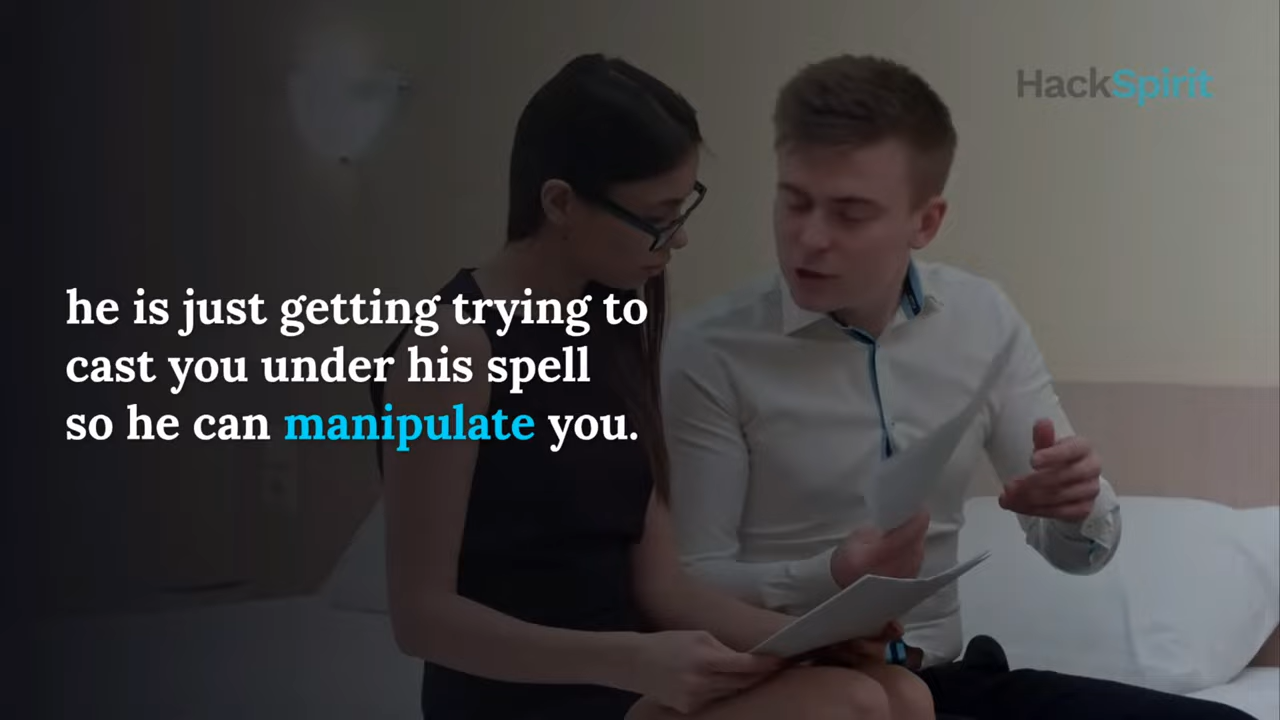 HackSpirit
he is just getting trying to
cast you under his spell
so he can manipulate you.